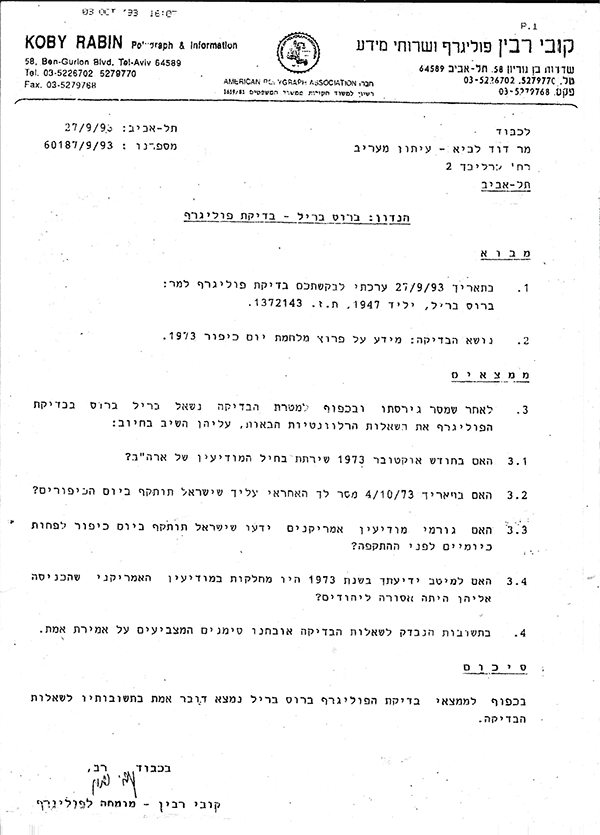 03 OCT '93 16:07
P.1
KOBY RABIN Polygraph & Information
58, Ben-Gurion Blvd. Tel-Aviv 64589
Tel. 03-5226702 5279770
Fax. 03-5279768
קובי רבין פוליגרף ושרותי מידע
שדרות בן גוריון 58, תל-אביב 64589
טל. 5279770, 03-5226702
פקס. 03-5279768
AMERICAN POLYGRAPH ASSOCIATION חברה
תל-אביב: 27/9/93
מספרנו : 60187/9/93
לכבוד
מר דוד לביא - עיתון מעריב
רח' קרליבך 2
תל-אביב
הנדון: ברוס בריל - בדיקת פוליגרף
מבוא
1. בתאריך 27/9/93 ערכתי לבקשתכם בדיקת פוליגרף למר:
ברוס בריל, יליד 1947, ת.ז. 1372143.
2. נושא הבדיקה: מידע על פרוץ מלחמת יום כיפור 1973.
ממצאים
3. לאחר שמסר גירסתו ובכפוף למטרת הבדיקה נשאל בריל ברוס בבדיקת
הפוליגרף את השאלות הרלוונטיות הבאות, עליהן השיב בחיוב:
3.1 האם בחודש אוקטובר 1973 שירתת בחיל המודיעין של ארה"ב?
3.2 האם בתאריך 4/10/73 מסר לך האחראי עליך שישראל תותקף ביום הכיפורים?
3.3 האם גורמי מודיעין אמריקנים ידעו שישראל תותקף ביום כיפור לפחות
כיומיים לפני ההתקפה?
3.4 האם למיטב ידיעתך בשנת 1973 היו מחלקות במודיעין האמריקני שהכניסה
אליהן היתה אסורה ליהודים?
4. בתשובות הנבדק לשאלות הבדיקה אובחנו סימנים המצביעים על אמירת אמת.
סיכום
בכפוף לממצאי בדיקת הפוליגרף ברוס בריל נמצא דובר אמת בתשובותיו לשאלות
הבדיקה.
בכבוד רב,
קובי רבין - מומחה לפוליגרף